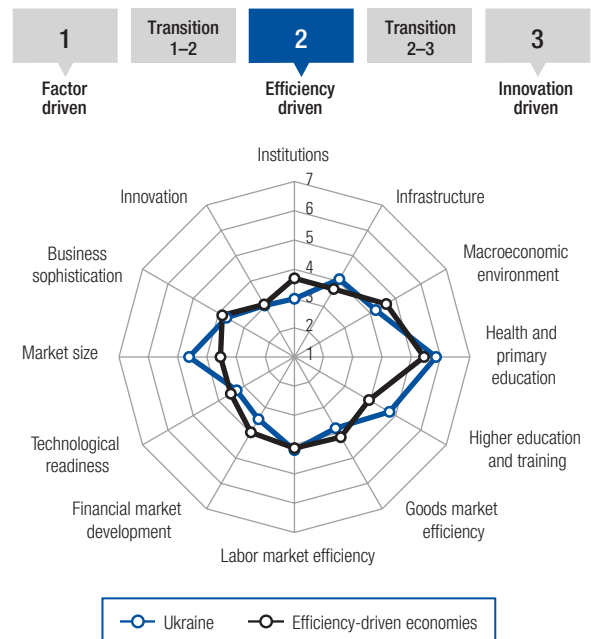 1
Transition
1–2
2
Transition
2–3
3
Factor
driven
Efficiency
driven
Innovation
driven
Institutions
Infrastructure
Macroeconomic
environment
Health and
primary
education
Higher education
and training
Goods market
efficiency
Labor market efficiency
Financial market
development
Technological
readiness
Market size
Business
sophistication
Innovation
7
6
5
4
3
2
1
Ukraine
Efficiency-driven economies